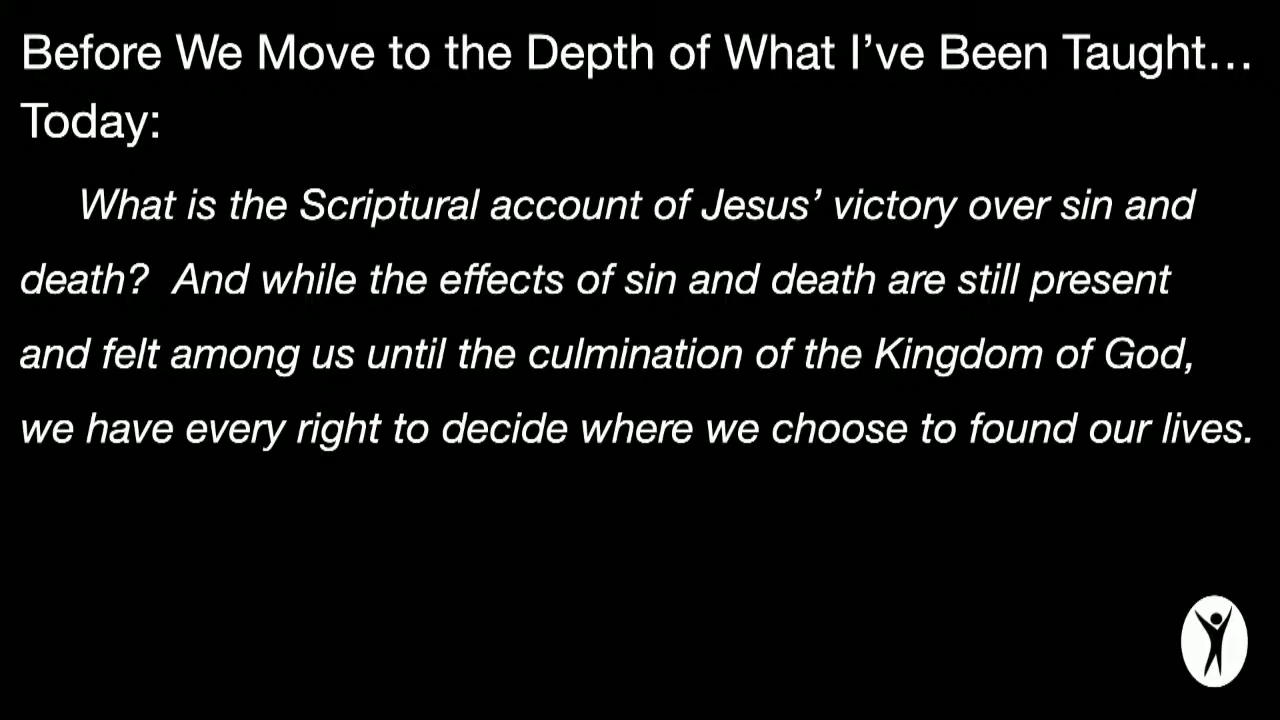 Before We Move to the Depth of What I’ve Been Taught…
Today:
What is the Scriptural account of Jesus’ victory over sin and
death?  And while the effects of sin and death are still present
and felt among us until the culmination of the Kingdom of God,
we have every right to decide where we choose to found our lives.